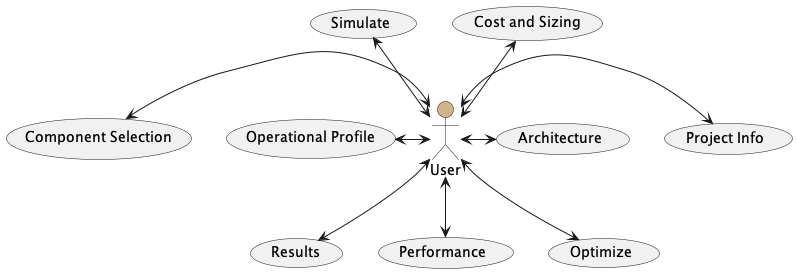 Simulate
Cost and Sizing
Component Selection
Operational Profile
Architecture
Project Info
User
Results
Performance
Optimize